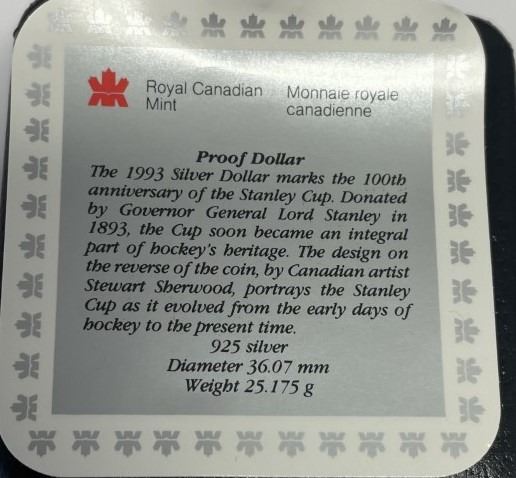 Royal Canadian Mint
Monnaie royale canadienne
Proof Dollar
The 1993 Silver Dollar marks the 100th
anniversary of the Stanley Cup. Donated
by Governor General Lord Stanley in
1893, the Cup soon became an integral
part of hockey's heritage. The design on
the reverse of the coin, by Canadian artist
Stewart Sherwood, portrays the Stanley
Cup as it evolved from the early days of
hockey to the present time.
925 silver
Diameter 36.07 mm
Weight 25.175 g